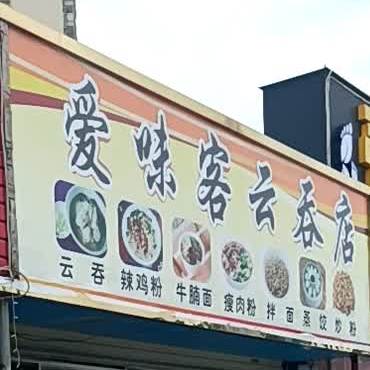 爱味客云吞店
云吞 辣鸡粉 牛腩面 瘦肉粉 拌面 蒸饺 炒粉